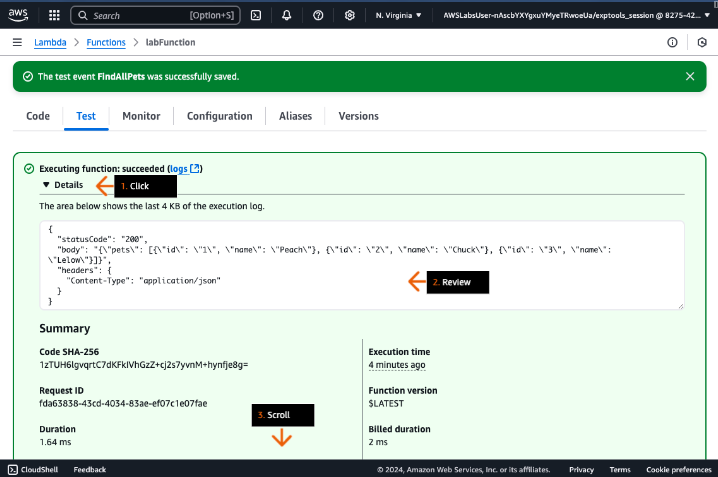 aws
Search [Option+S]
N. Virginia
AWSLabsUser-nAscbYXYgxuYMyeTRwoeUa/exptools_session @ 8275-42...
Lambda > Functions > labFunction
The test event FindAllPets was successfully saved.
Code Test Monitor Configuration Aliases Versions
Executing function: succeeded (logs)
Details
1. Click
The area below shows the last 4 KB of the execution log.
{
"statusCode": "200",
"body": "{\"pets\": [{\"id\": \"1\", \"name\": \"Peach\"}, {\"id\": \"2\", \"name\": \"Chuck\"}, {\"id\": \"3\", \"name\":
\"Lelow\"}]}",
"headers": {
"Content-Type": "application/json"
}
}
2. Review
Summary
Code SHA-256
1zTUH6lgvqrtC7dKFkIVhGzZ+cj2s7yvnM+hynfje8g=
Execution time
4 minutes ago
Request ID
fda63838-43cd-4034-83ae-ef07c1e07fae
Function version
$LATEST
3. Scroll
Duration
1.64 ms
Billed duration
2 ms
CloudShell Feedback © 2024, Amazon Web Services, Inc. or its affiliates. Privacy Terms Cookie preferences